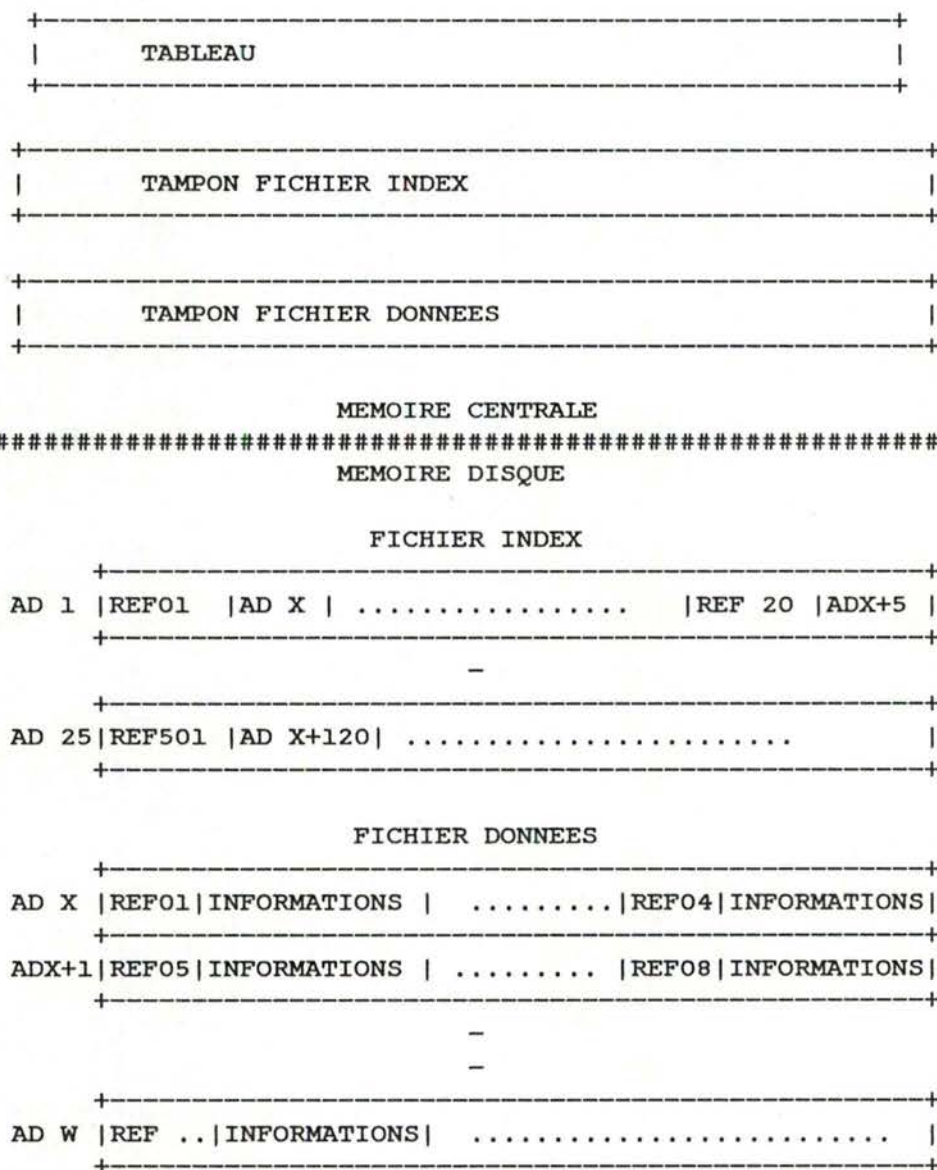 TABLEAU
TAMPON FICHIER INDEX
TAMPON FICHIER DONNEES
MEMOIRE CENTRALE
##########################################################
MEMOIRE DISQUE
FICHIER INDEX
AD 1 |REF01 |AD X | ................. |REF 20 |ADX+5 |
-
AD 25|REF501 |AD X+120| ........................ |
FICHIER DONNEES
AD X |REF01|INFORMATIONS | .........|REF04|INFORMATIONS|
ADX+1|REF05|INFORMATIONS | ......... |REF08|INFORMATIONS|
-
-
AD W |REF ..|INFORMATIONS| .......................... |